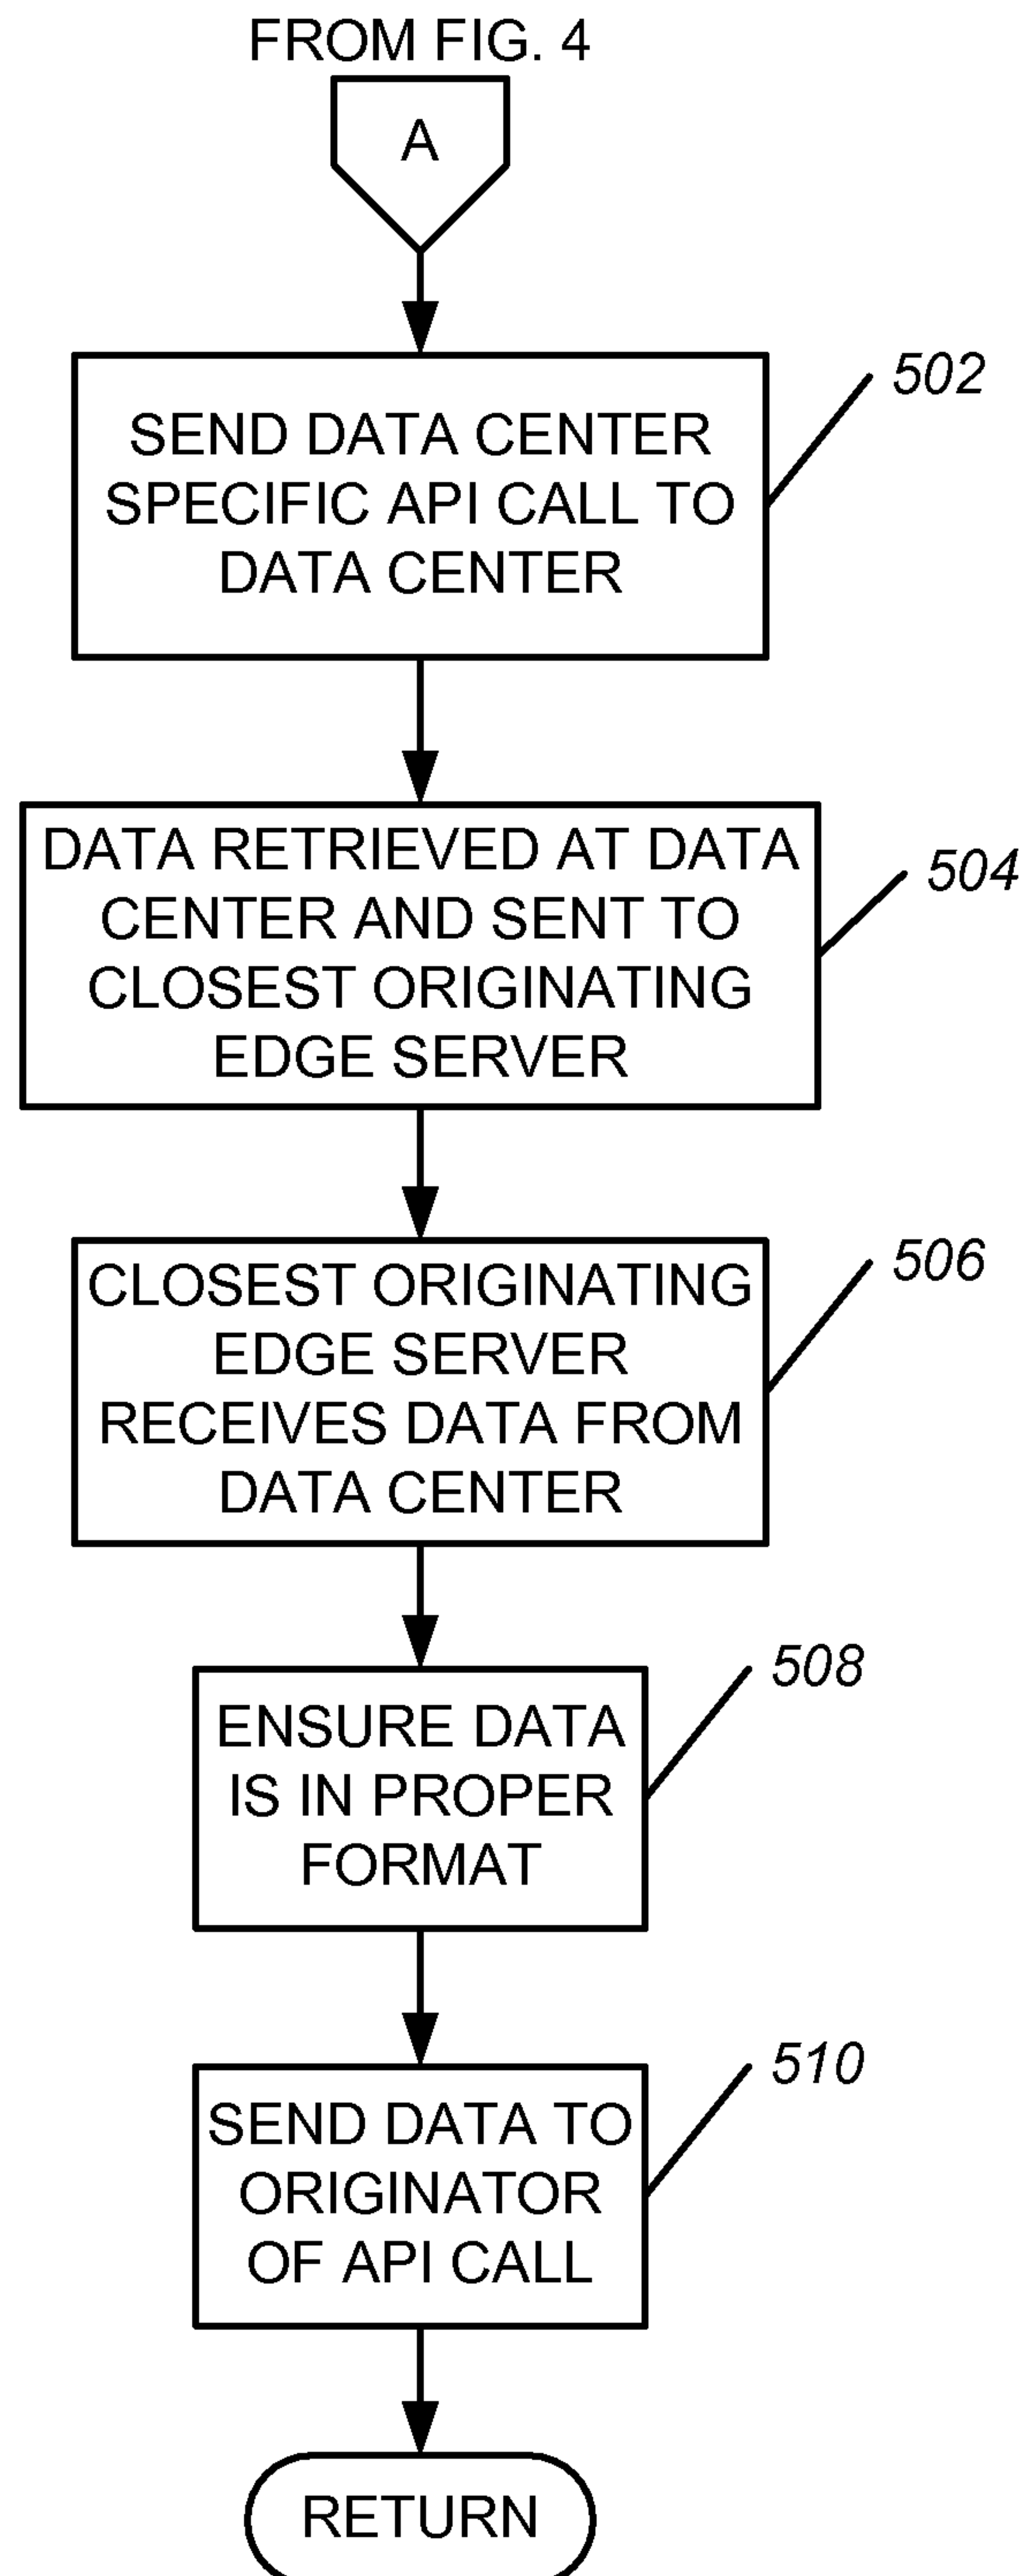 FROM FIG. 4
A
SEND DATA CENTER
SPECIFIC API CALL TO
DATA CENTER
502
DATA RETRIEVED AT DATA
CENTER AND SENT TO
CLOSEST ORIGINATING
EDGE SERVER
504
CLOSEST ORIGINATING
EDGE SERVER
RECEIVES DATA FROM
DATA CENTER
506
ENSURE DATA
IS IN PROPER
FORMAT
508
SEND DATA TO
ORIGINATOR
OF API CALL
510
RETURN